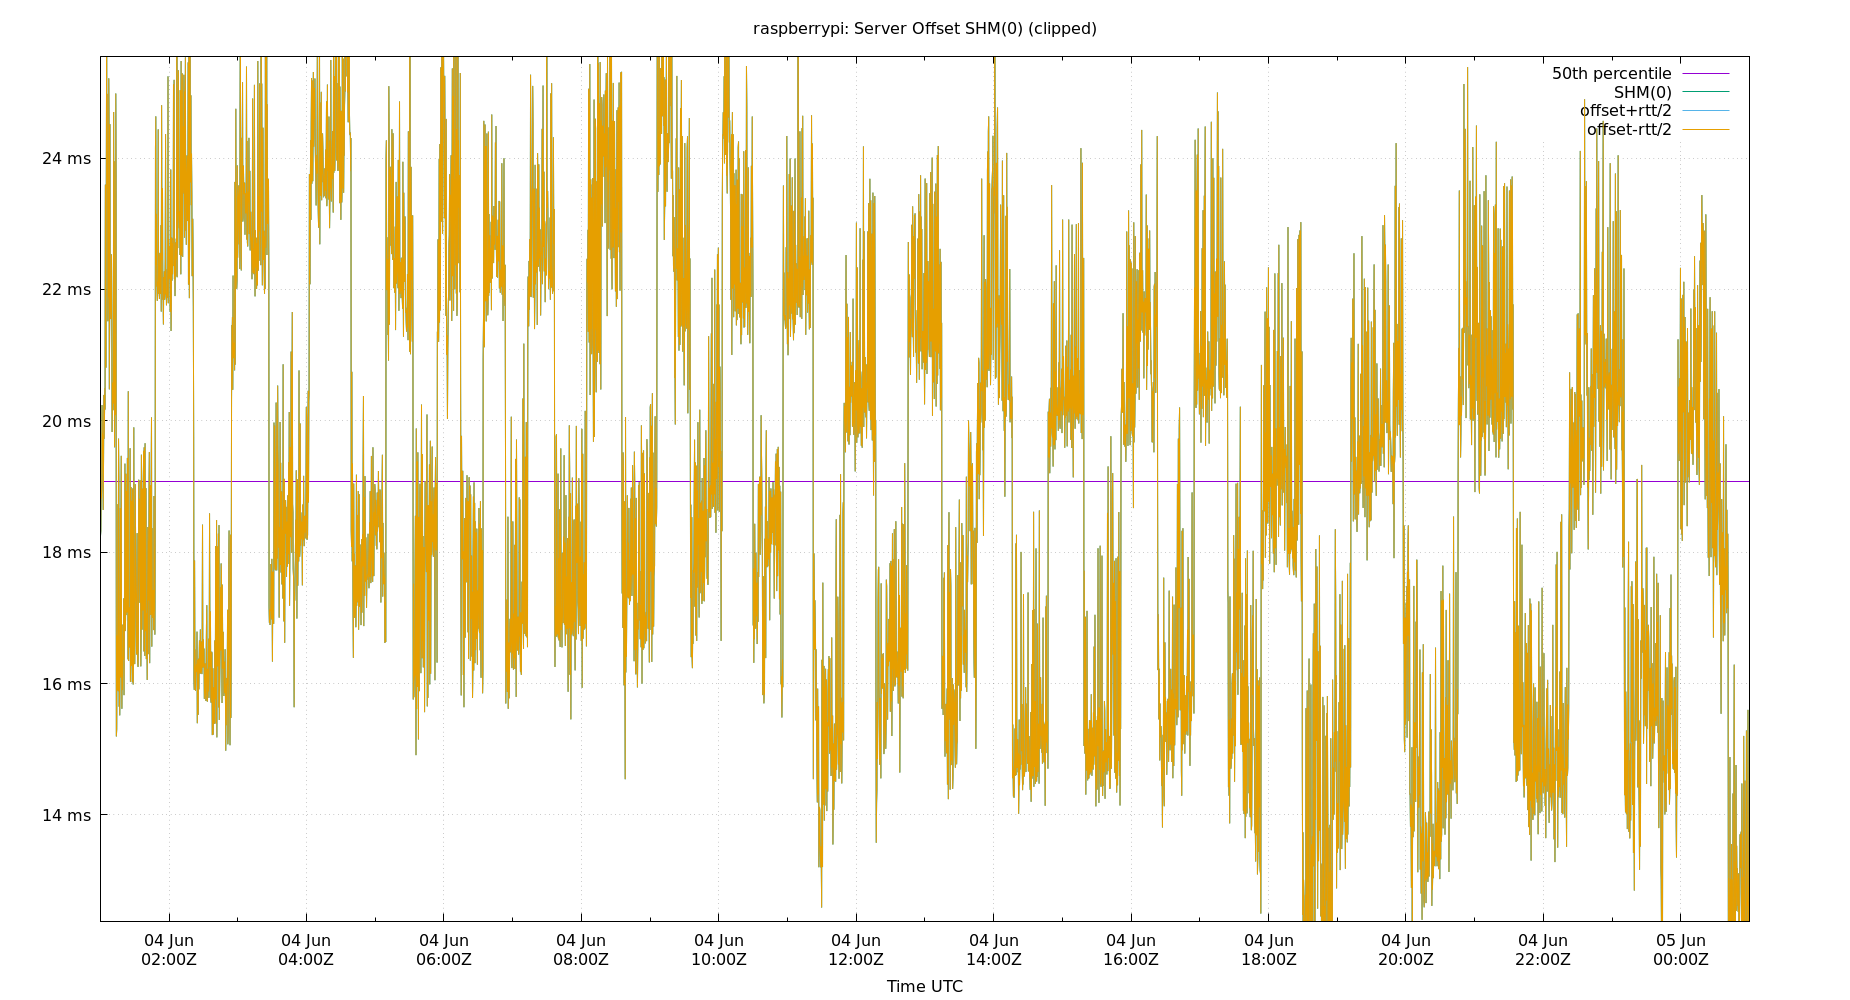 raspberrypi: Server Offset SHM(0) (clipped)
50th percentile
SHM(0)
offset+rtt/2
offset-rtt/2
24 ms
22 ms
20 ms
18 ms
16 ms
14 ms
04 Jun 04 Jun 04 Jun 04 Jun 04 Jun 04 Jun 04 Jun 04 Jun 04 Jun 04 Jun 04 Jun 05 Jun
02:00Z 04:00Z 06:00Z 08:00Z 10:00Z 12:00Z 14:00Z 16:00Z 18:00Z 20:00Z 22:00Z 00:00Z
Time UTC